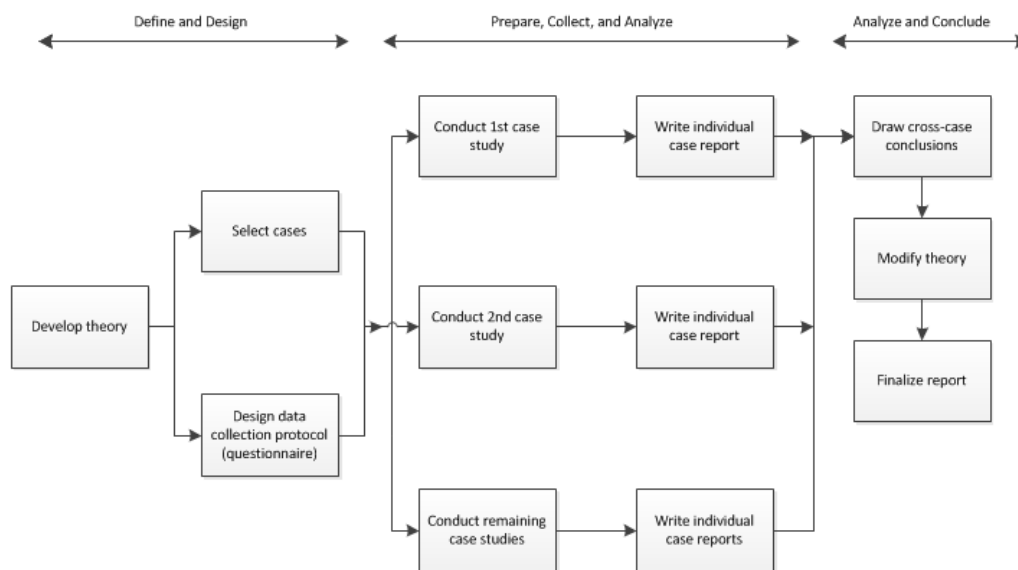 Define and Design
Prepare, Collect, and Analyze
Analyze and Conclude
Develop theory
Select cases
Design data
collection protocol
(questionnaire)
Conduct 1st case
study
Write individual
case report
Conduct 2nd case
study
Write individual
case report
Conduct remaining
case studies
Write individual
case reports
Draw cross-case
conclusions
Modify theory
Finalize report